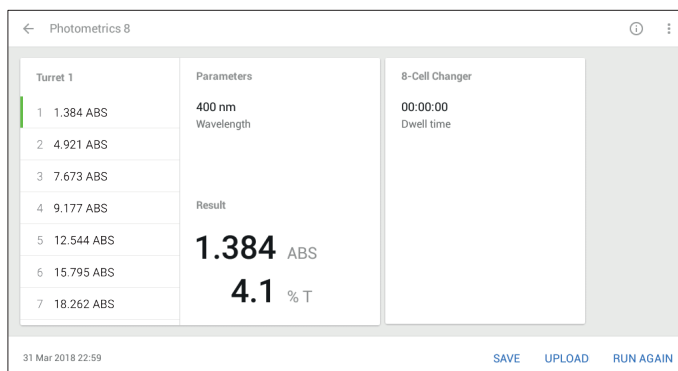 Photometrics 8
Turret 1
1 1.384 ABS
2 4.921 ABS
3 7.673 ABS
4 9.177 ABS
5 12.544 ABS
6 15.795 ABS
7 18.262 ABS
Parameters
400 nm
Wavelength
Result
1.384 ABS
4.1 % T
8-Cell Changer
00:00:00
Dwell time
31 Mar 2018 22:59
SAVE UPLOAD RUN AGAIN